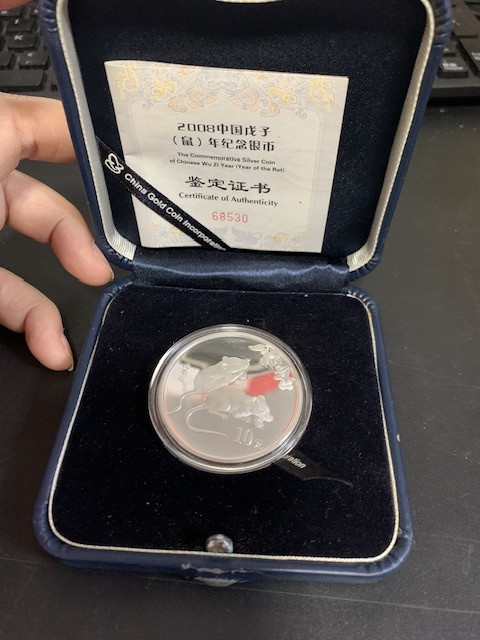 2008中国戊子
（鼠）年纪念银币
The Commemorative Silver Coin
of Chinese Wu Zi Year (Year of the Rat)
鉴定证书
Certificate of Authenticity
68530
China Gold Coin Incorporation
10元
ration